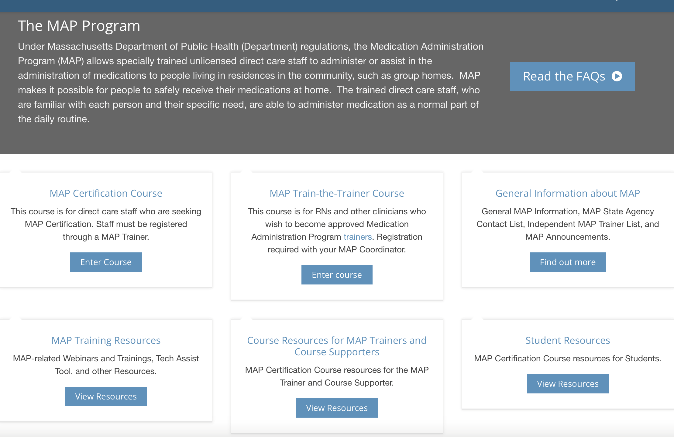 The MAP Program
Under Massachusetts Department of Public Health (Department) regulations, the Medication Administration
Program (MAP) allows specially trained unlicensed direct care staff to administer or assist in the
administration of medications to people living in residences in the community, such as group homes. MAP
makes it possible for people to safely receive their medications at home. The trained direct care staff, who
are familiar with each person and their specific need, are able to administer medication as a normal part of
the daily routine.
Read the FAQs
MAP Certification Course
This course is for direct care staff who are seeking
MAP Certification. Staff must be registered
through a MAP Trainer.
Enter Course
MAP Train-the-Trainer Course
This course is for RNs and other clinicians who
wish to become approved Medication
Administration Program trainers. Registration
required with your MAP Coordinator.
Enter course
General Information about MAP
General MAP Information, MAP State Agency
Contact List, Independent MAP Trainer List, and
MAP Announcements.
Find out more
MAP Training Resources
MAP-related Webinars and Trainings, Tech Assist
Tool, and other Resources.
View Resources
Course Resources for MAP Trainers and
Course Supporters
MAP Certification Course resources for the MAP
Trainer and Course Supporter.
View Resources
Student Resources
MAP Certification Course resources for Students.
View Resources